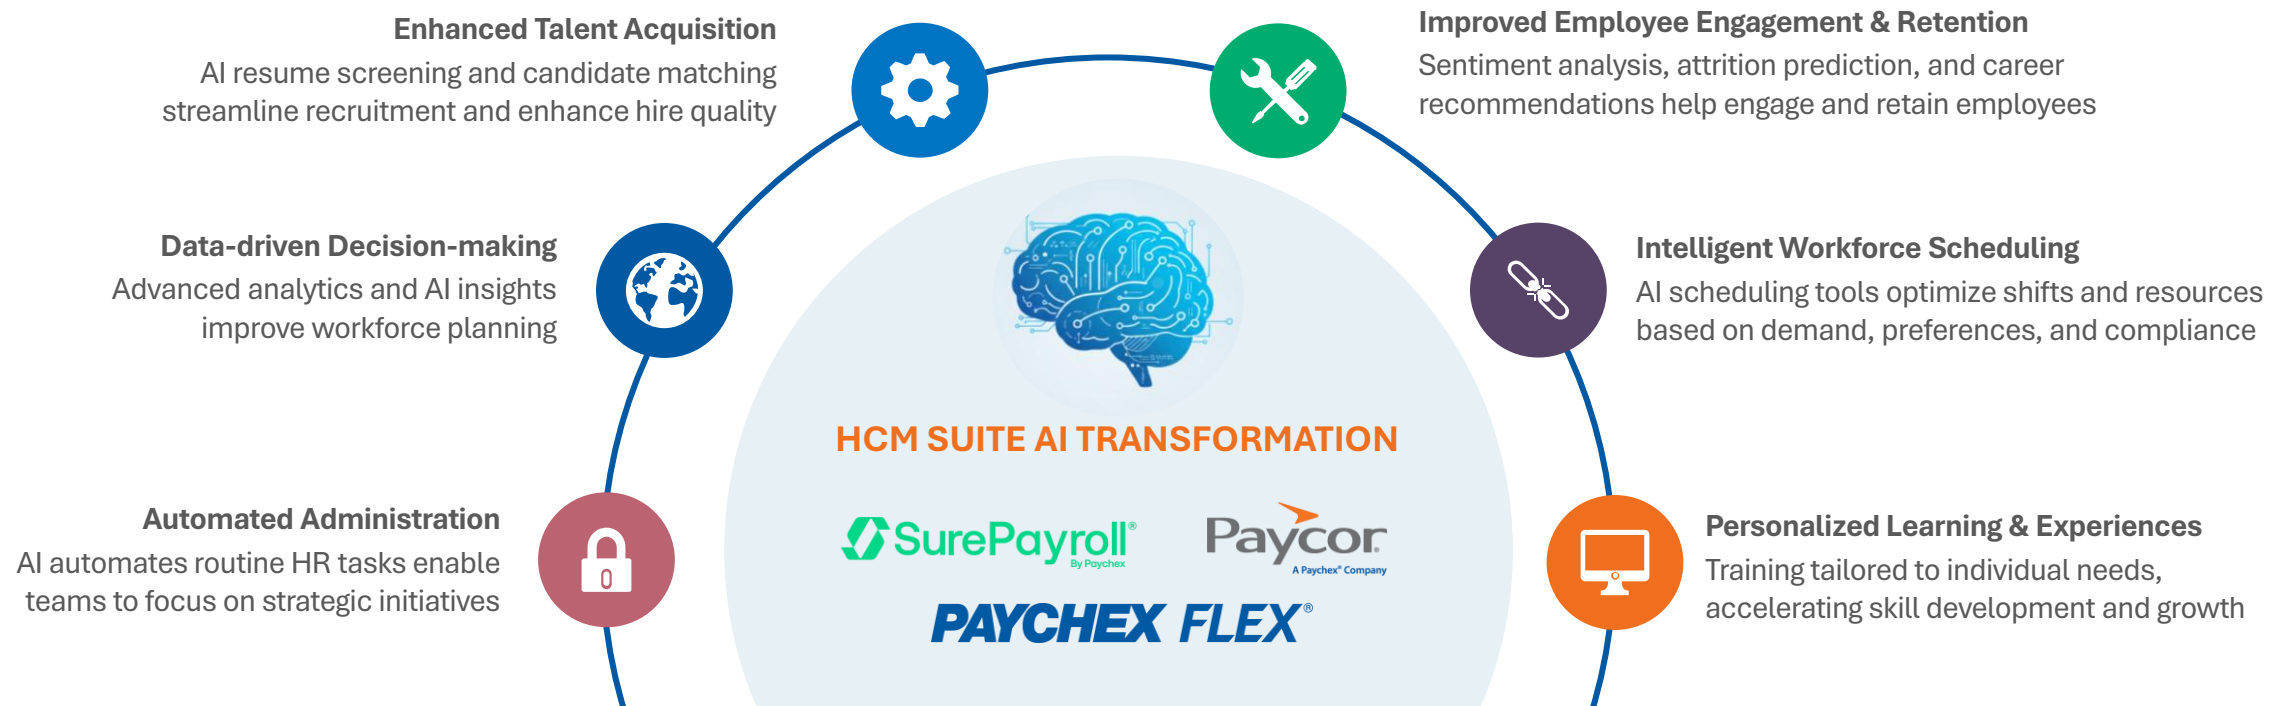 Enhanced Talent Acquisition
AI resume screening and candidate matching
streamline recruitment and enhance hire quality
Improved Employee Engagement & Retention
Sentiment analysis, attrition prediction, and career
recommendations help engage and retain employees
Data-driven Decision-making
Advanced analytics and AI insights
improve workforce planning
Intelligent Workforce Scheduling
AI scheduling tools optimize shifts and resources
based on demand, preferences, and compliance
Automated Administration
AI automates routine HR tasks enable
teams to focus on strategic initiatives
HCM SUITE AI TRANSFORMATION
SurePayroll®
By Paychex
Paycor®
A Paychex® Company
PAYCHEX FLEX®
Personalized Learning & Experiences
Training tailored to individual needs,
accelerating skill development and growth